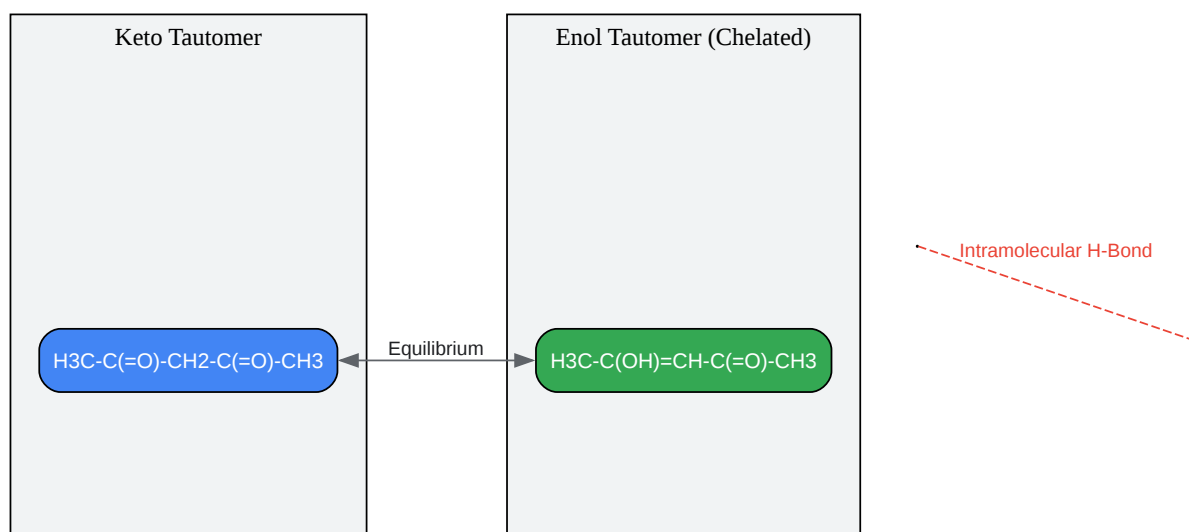 Keto Tautomer
Enol Tautomer (Chelated)
Intramolecular H-Bond
H3C-C(=O)-CH2-C(=O)-CH3
Equilibrium
H3C-C(OH)=CH-C(=O)-CH3